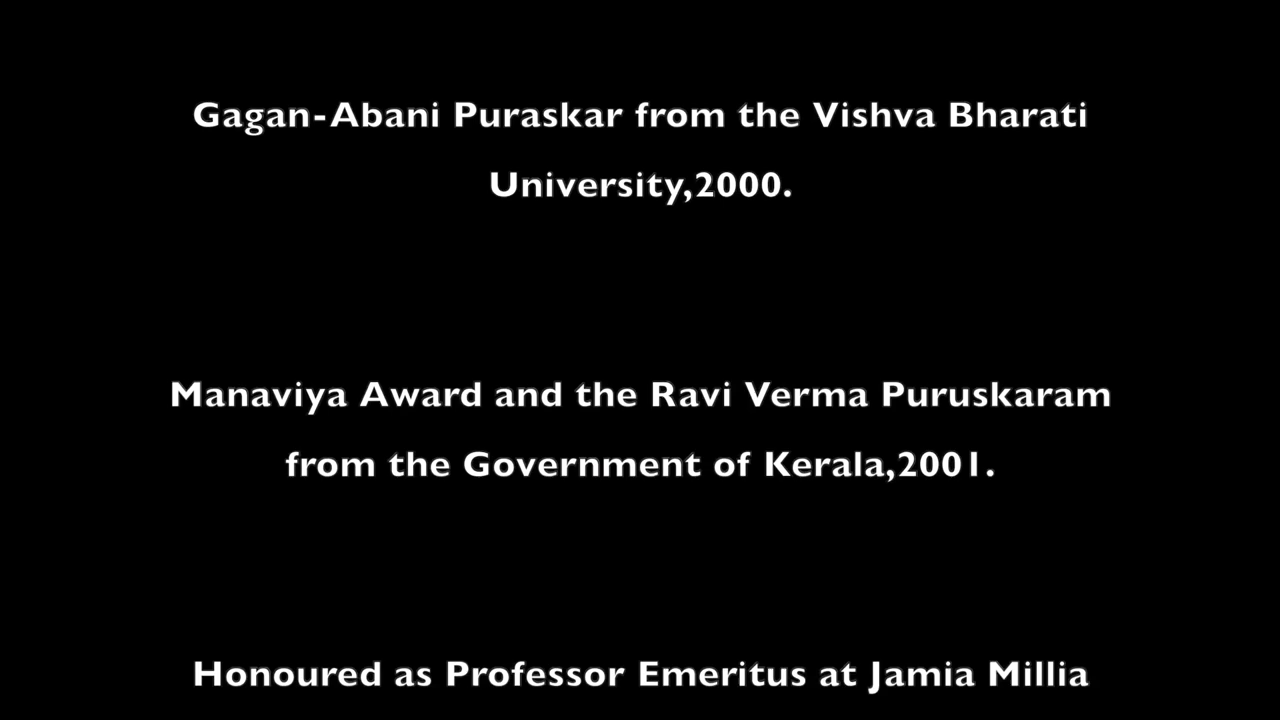 Gagan-Abani Puraskar from the Vishva Bharati
University,2000.
Manaviya Award and the Ravi Verma Puruskaram
from the Government of Kerala,2001.
Honoured as Professor Emeritus at Jamia Millia